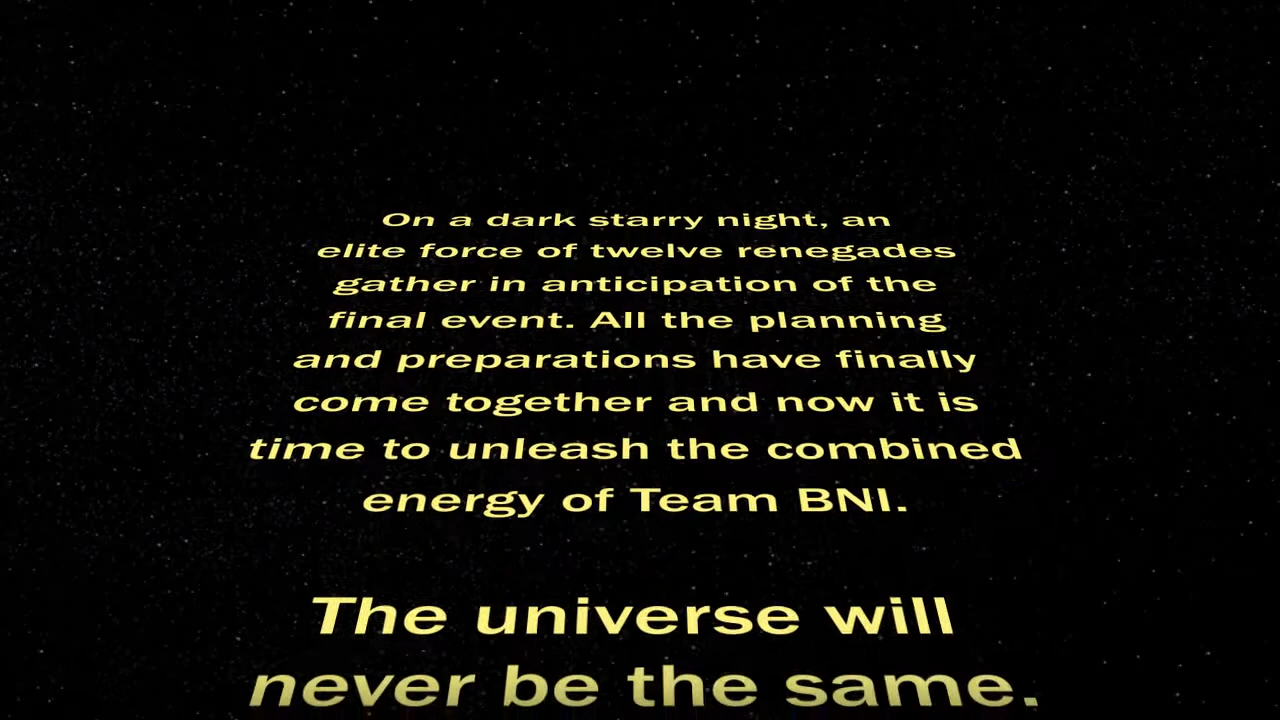 On a dark starry night, an
elite force of twelve renegades
gather in anticipation of the
final event. All the planning
and preparations have finally
come together and now it is
time to unleash the combined
energy of Team BNI.
The universe will
never be the same.